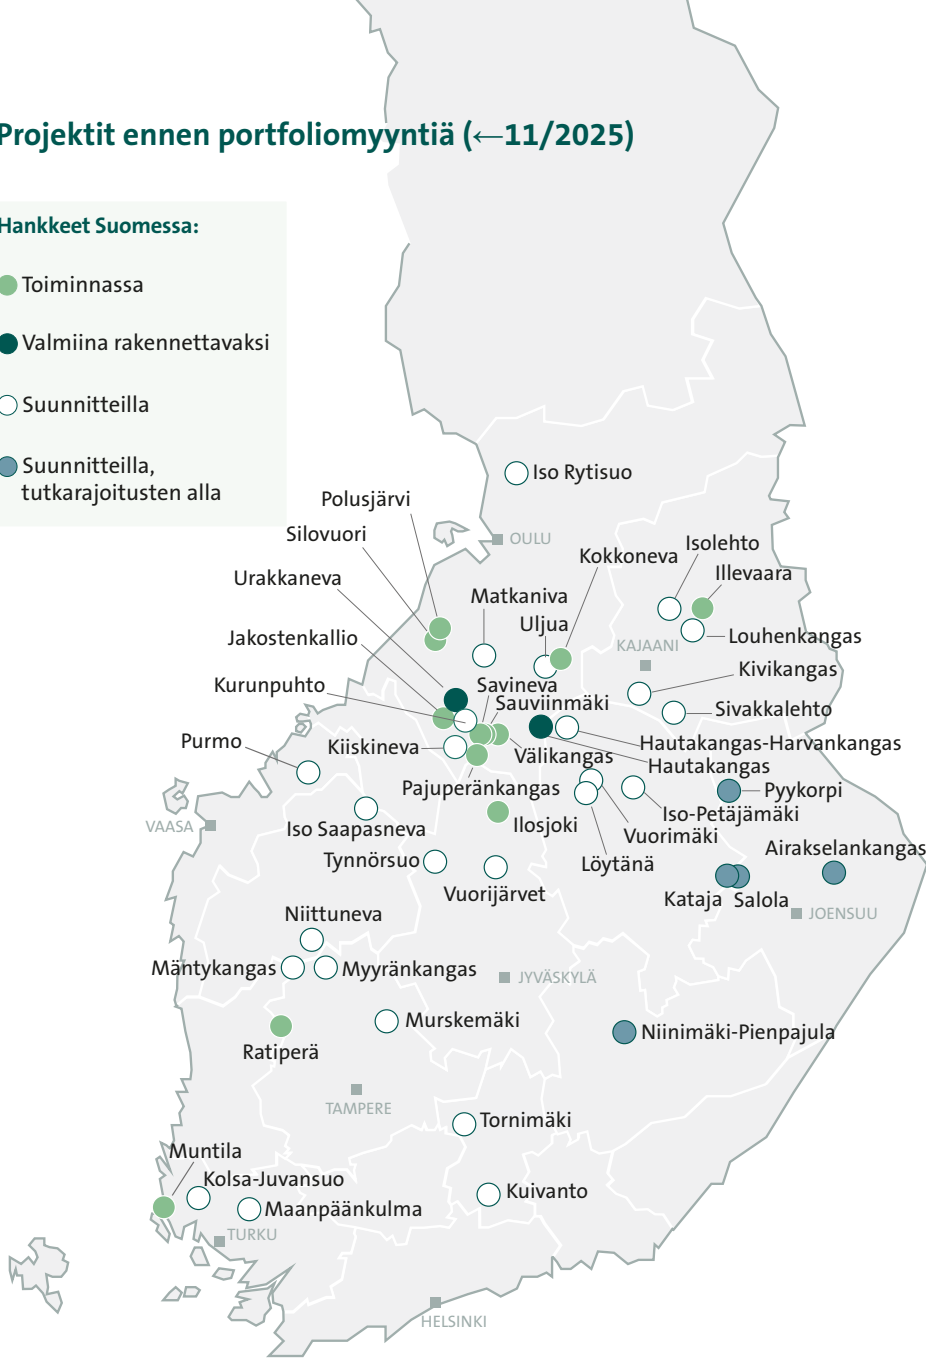 Projektit ennen portfoliomyyntiä (←11/2025)
Hankkeet Suomessa:
Toiminnassa
Valmiina rakennettavaksi
Suunnitteilla
Suunnitteilla,
tutkarajoitusten alla
Iso Rytisuo
Polusjärvi
Silovuori
OULU
Isolehto
Kokkoneva
Illevaara
Urakkaneva
Matkaniva
Uljua
Jakostenkallio
Louhenkangas
KAJAANI
Kivikangas
Kurunpuhto
Savineva
Sauviinmäki
Sivakkalehto
Purmo
Kiiskineva
Hautakangas-Harvankangas
Välikangas
Hautakangas
Pajuperänkangas
Pyykorpi
Iso-Petäjämäki
VAASA
Iso Saapasneva
Ilosjoki
Vuorimäki
Airakselankangas
Tynnörsuo
Löytänä
Vuorijärvet
Kataja
Salola
JOENSUU
Niittuneva
Mäntykangas
Myyränkangas
JYVÄSKYLÄ
Murskemäki
Niinimäki-Pienpajula
Ratiperä
TAMPERE
Tornimäki
Muntila
Kolsa-Juvansuo
Kuivanto
Maanpäänkulma
TURKU
HELSINKI